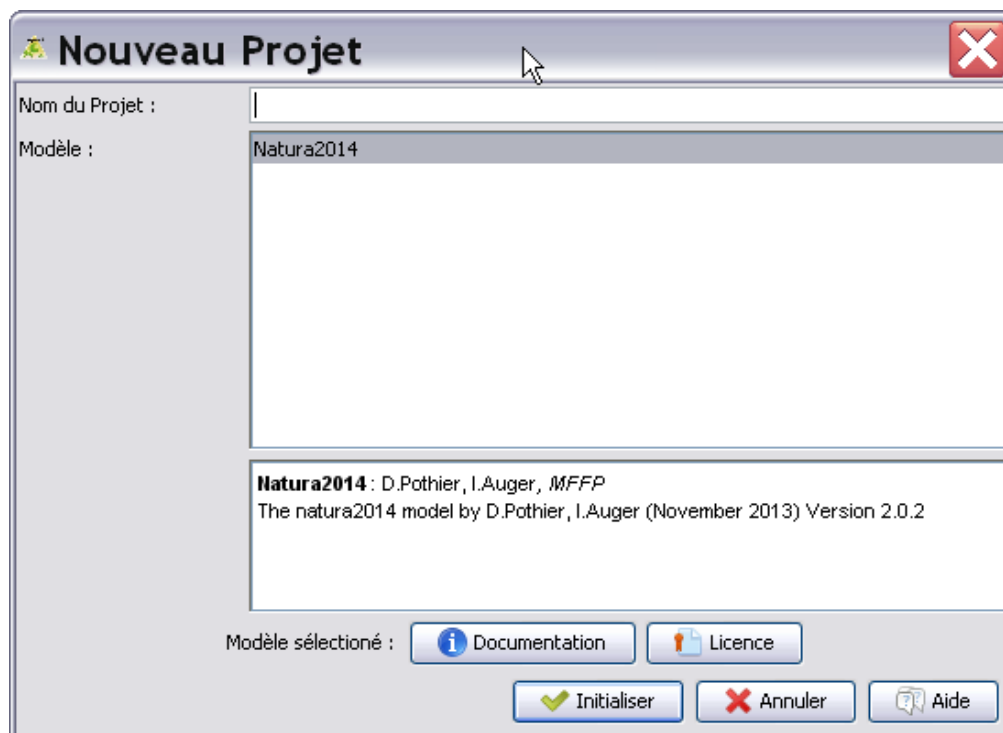 Nouveau Projet
Nom du Projet :
Modèle :
Natura2014
Natura2014 : D.Pothier, I.Auger, MFFP
The natura2014 model by D.Pothier, I.Auger (November 2013) Version 2.0.2
Modèle sélectioné :
Documentation
Licence
Initialiser
Annuler
Aide